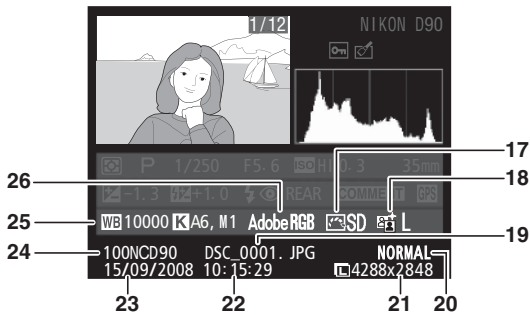 1/12 NIKON D90
P 1/250 F5.6 ISO HI 0.3 35mm
-1.3 +1.0 REAR COMMENT GPS
17
18
26
25 WB 10000 K A6, M1 Adobe RGB SD L
19
24 100NCD90 DSC_0001. JPG NORMAL
15/09/2008 10: 15:29 L 4288x2848
23 22 21 20